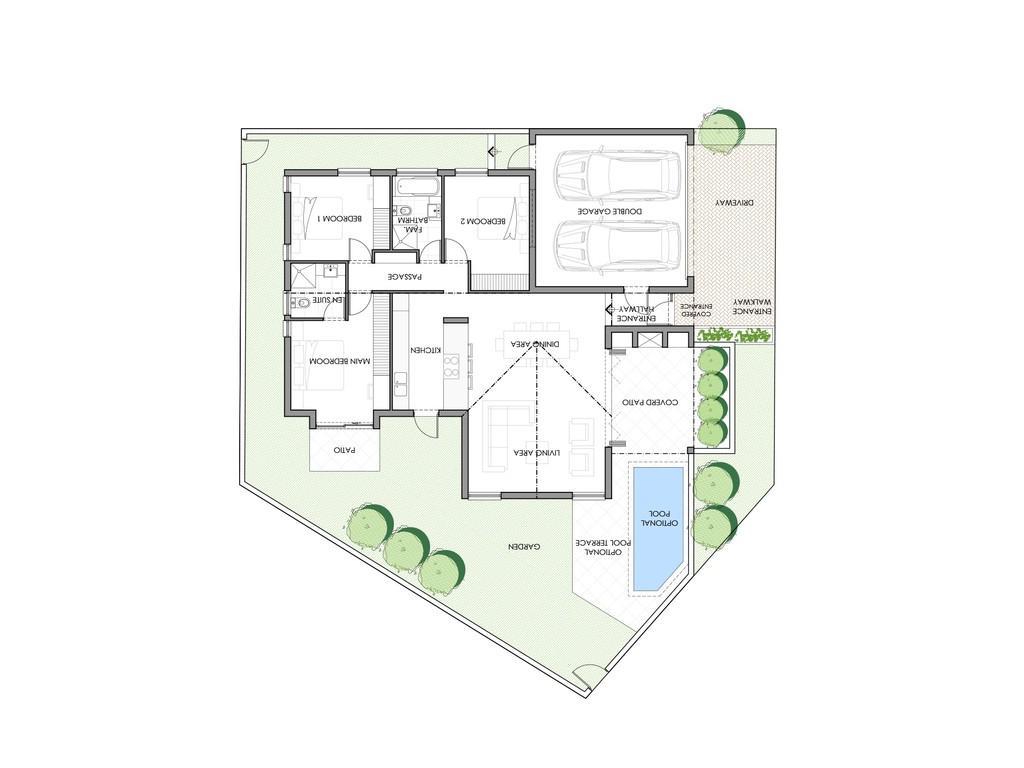 GARDEN
OPTIONAL
POOL TERRACE
OPTIONAL
POOL
PATIO
LIVING AREA
COVERD PATIO
MAIN BEDROOM
KITCHEN
DINING AREA
ENTRANCE
HALLWAY
COVERED
ENTRANCE
ENTRANCE
WALKWAY
EN SUITE
PASSAGE
BEDROOM 1
FAM.
BATHRM
BEDROOM 2
DOUBLE GARAGE
DRIVEWAY